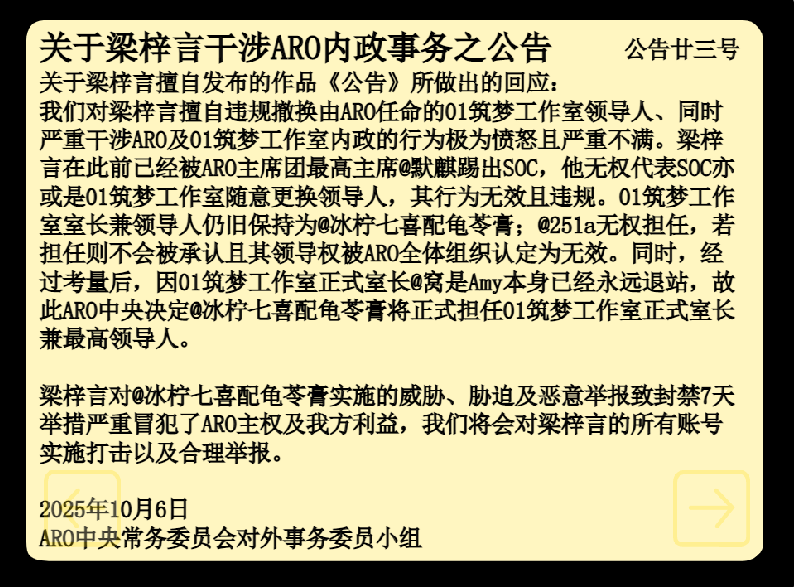 关于梁梓言干涉ARO内政事务之公告
公告廿三号
关于梁梓言擅自发布的作品《公告》所做出的回应：
我们对梁梓言擅自违规撤换由ARO任命的01筑梦工作室领导人、同时
严重干涉ARO及01筑梦工作室内政的行为极为愤怒且严重不满。梁梓
言在此前已经被ARO主席团最高主席@默麒踢出SOC，他无权代表SOC亦
或是01筑梦工作室随意更换领导人，其行为无效且违规。01筑梦工作
室室长兼领导人仍旧保持为@冰柠七喜配龟苓膏；@251a无权担任，若
担任则不会被承认且其领导权被ARO全体组织认定为无效。同时，经
过考量后，因01筑梦工作室正式室长@窝是Amy本身已经永远退站，故
此ARO中央决定@冰柠七喜配龟苓膏将正式担任01筑梦工作室正式室长
兼最高领导人。
梁梓言对@冰柠七喜配龟苓膏实施的威胁、胁迫及恶意举报致封禁7天
举措严重冒犯了ARO主权及我方利益，我们将会对梁梓言的所有账号
实施打击以及合理举报。
2025年10月6日
ARO中央常务委员会对外事务委员小组